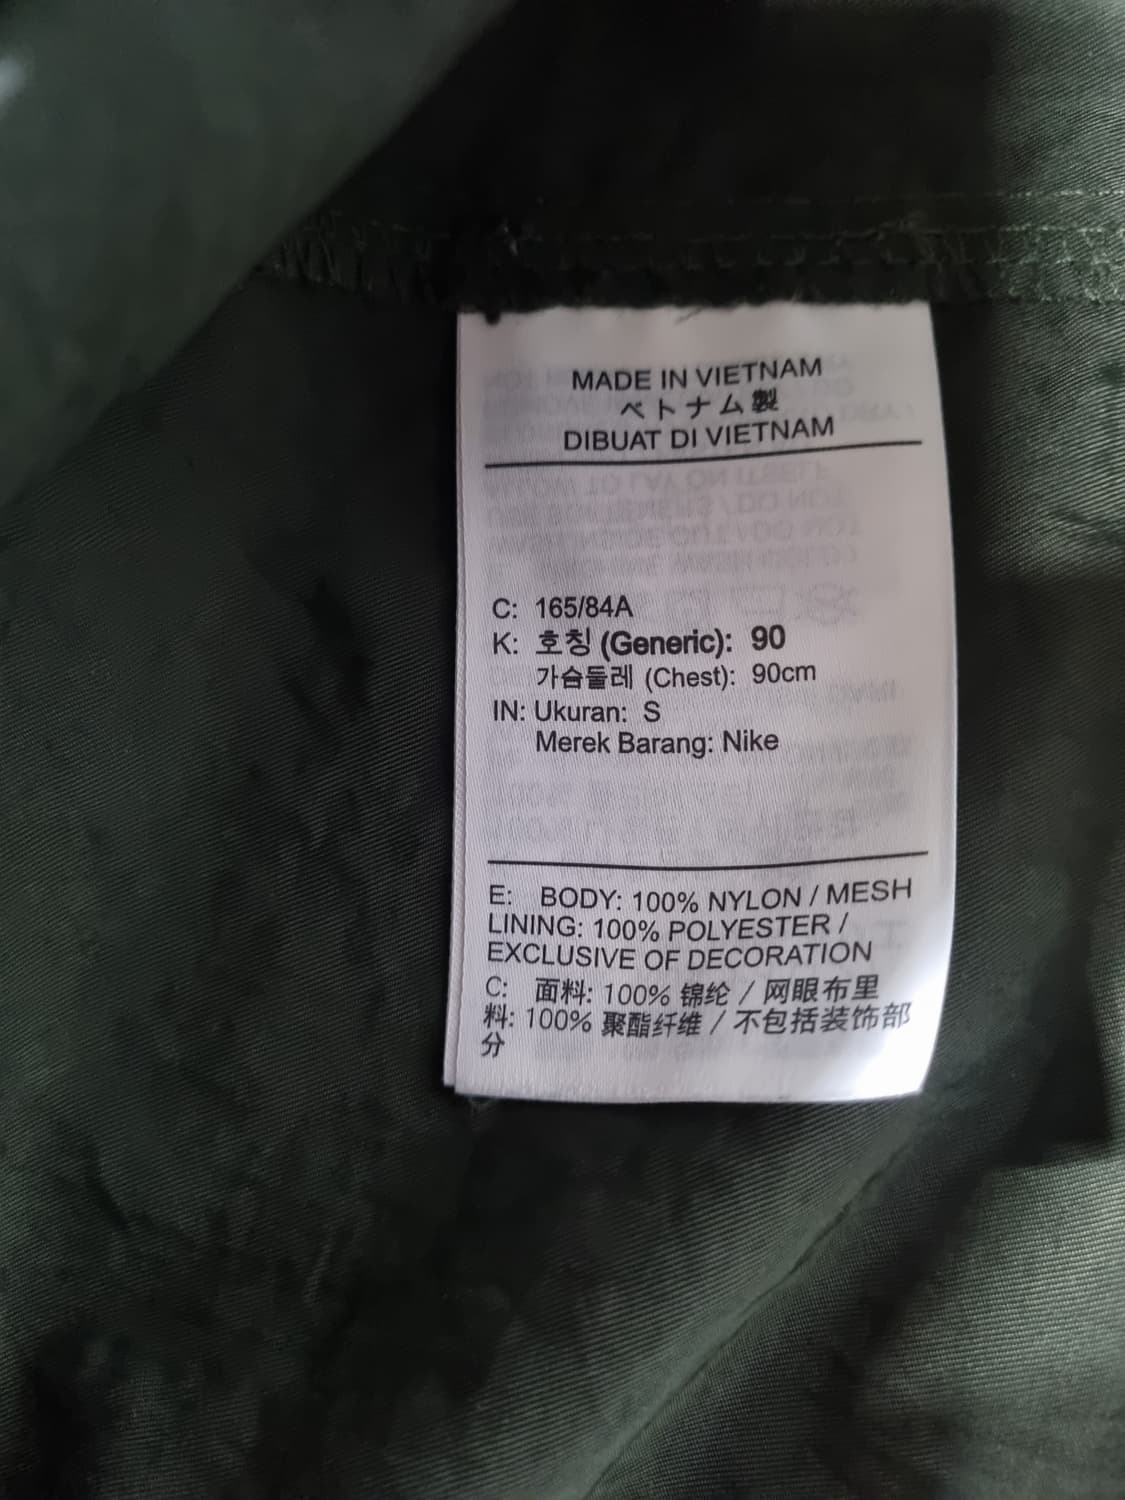 MADE IN VIETNAM
ベトナム製
DIBUAT DI VIETNAM
C: 165/84A
K: 호칭 (Generic): 90
가슴둘레 (Chest): 90cm
IN: Ukuran: S
Merek Barang: Nike
E: BODY: 100% NYLON / MESH
LINING: 100% POLYESTER /
EXCLUSIVE OF DECORATION
C: 面料: 100% 锦纶 / 网眼布里
料: 100% 聚酯纤维 / 不包括装饰部
分